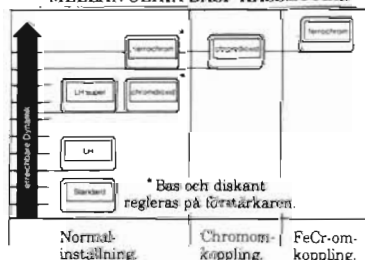 ferrochrom
*
chromdioxid
ferrochrom
LH super
chromdioxid
*
LH
Standard
erreichbare Dynamik
* Bas och diskant
regleras på förstärkaren.
Normal-
inställning.
Chromom-
koppling.
FeCr-om-
koppling.